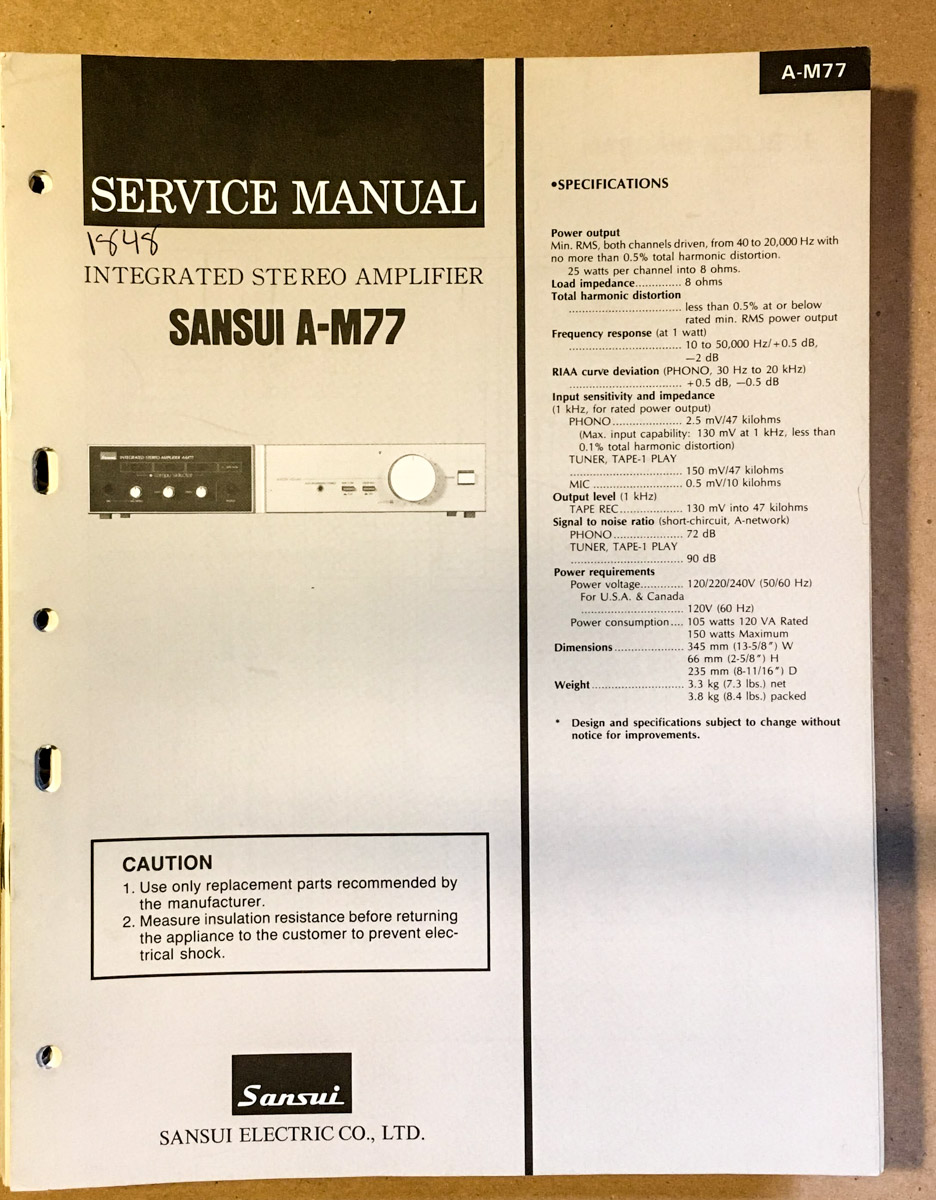 SERVICE MANUAL
1848
INTEGRATED STEREO AMPLIFIER
SANSUI A-M77
Sansui
INTEGRATED STEREO AMPLIFIER A-M77
CAUTION
1. Use only replacement parts recommended by
the manufacturer.
2. Measure insulation resistance before returning
the appliance to the customer to prevent elec-
trical shock.
Sansui
SANSUI ELECTRIC CO., LTD.
A-M77
•SPECIFICATIONS
Power output
Min. RMS, both channels driven, from 40 to 20,000 Hz with
no more than 0.5% total harmonic distortion.
25 watts per channel into 8 ohms.
Load impedance.............. 8 ohms
Total harmonic distortion
.................................. less than 0.5% at or below
rated min. RMS power output
Frequency response (at 1 watt)
.................................. 10 to 50,000 Hz/+0.5 dB,
—2 dB
RIAA curve deviation (PHONO, 30 Hz to 20 kHz)
.................................. +0.5 dB, —0.5 dB
Input sensitivity and impedance
(1 kHz, for rated power output)
PHONO..................... 2.5 mV/47 kilohms
(Max. input capability: 130 mV at 1 kHz, less than
0.1% total harmonic distortion)
TUNER, TAPE-1 PLAY
.................................. 150 mV/47 kilohms
MIC ........................... 0.5 mV/10 kilohms
Output level (1 kHz)
TAPE REC................... 130 mV into 47 kilohms
Signal to noise ratio (short-chircuit, A-network)
PHONO..................... 72 dB
TUNER, TAPE-1 PLAY
.................................. 90 dB
Power requirements
Power voltage............. 120/220/240V (50/60 Hz)
For U.S.A. & Canada
............................... 120V (60 Hz)
Power consumption.... 105 watts 120 VA Rated
150 watts Maximum
Dimensions ..................... 345 mm (13-5/8″) W
66 mm (2-5/8″) H
235 mm (8-11/16″) D
Weight............................ 3.3 kg (7.3 lbs.) net
3.8 kg (8.4 lbs.) packed
* Design and specifications subject to change without
notice for improvements.